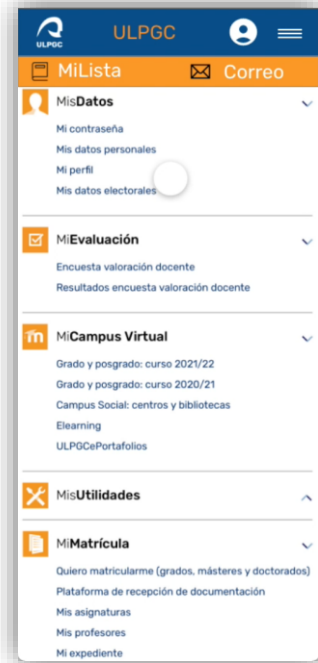 ULPGC
ULPGC
MiLista
Correo
MisDatos
Mi contraseña
Mis datos personales
Mi perfil
Mis datos electorales
MiEvaluación
Encuesta valoración docente
Resultados encuesta valoración docente
m
MiCampus Virtual
Grado y posgrado: curso 2021/22
Grado y posgrado: curso 2020/21
Campus Social: centros y bibliotecas
Elearning
ULPGCePortafolios
MisUtilidades
MiMatrícula
Quiero matricularme (grados, másteres y doctorados)
Plataforma de recepción de documentación
Mis asignaturas
Mis profesores
Mi expediente